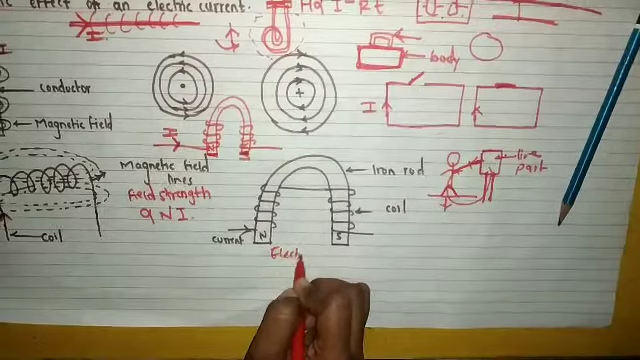 effect of an electric current.
H α I²Rt
I
body
conductor
Magnetic field
I
I
Magnetic field
lines
Field strength
α N I.
Iron rod
live
part
coil
coil
current
N
S
Elect